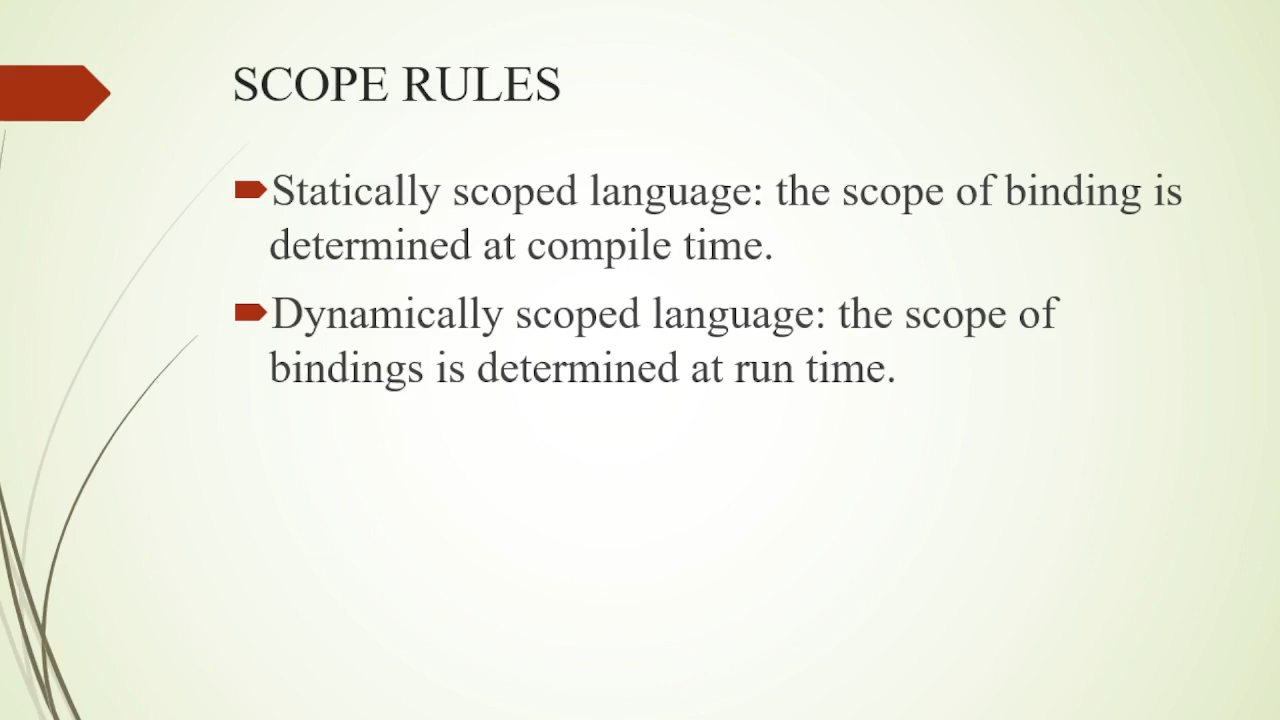 SCOPE RULES
Statically scoped language: the scope of binding is
determined at compile time.
Dynamically scoped language: the scope of
bindings is determined at run time.